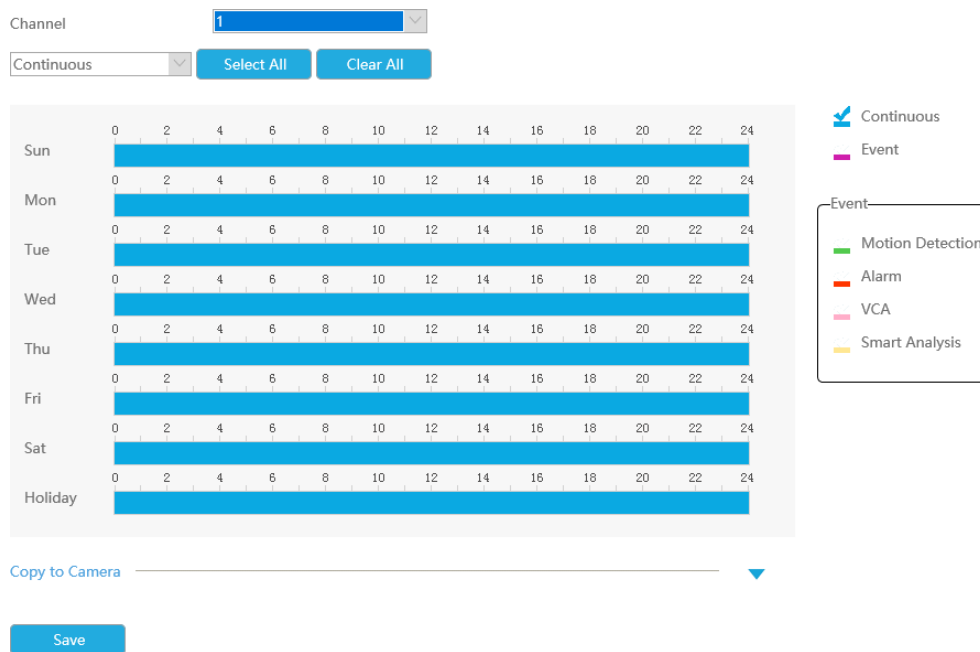 Channel 1
Continuous Select All Clear All
0 2 4 6 8 10 12 14 16 18 20 22 24
Sun
0 2 4 6 8 10 12 14 16 18 20 22 24
Mon
0 2 4 6 8 10 12 14 16 18 20 22 24
Tue
0 2 4 6 8 10 12 14 16 18 20 22 24
Wed
0 2 4 6 8 10 12 14 16 18 20 22 24
Thu
0 2 4 6 8 10 12 14 16 18 20 22 24
Fri
0 2 4 6 8 10 12 14 16 18 20 22 24
Sat
0 2 4 6 8 10 12 14 16 18 20 22 24
Holiday
Continuous
Event
Event
Motion Detection
Alarm
VCA
Smart Analysis
Copy to Camera
Save